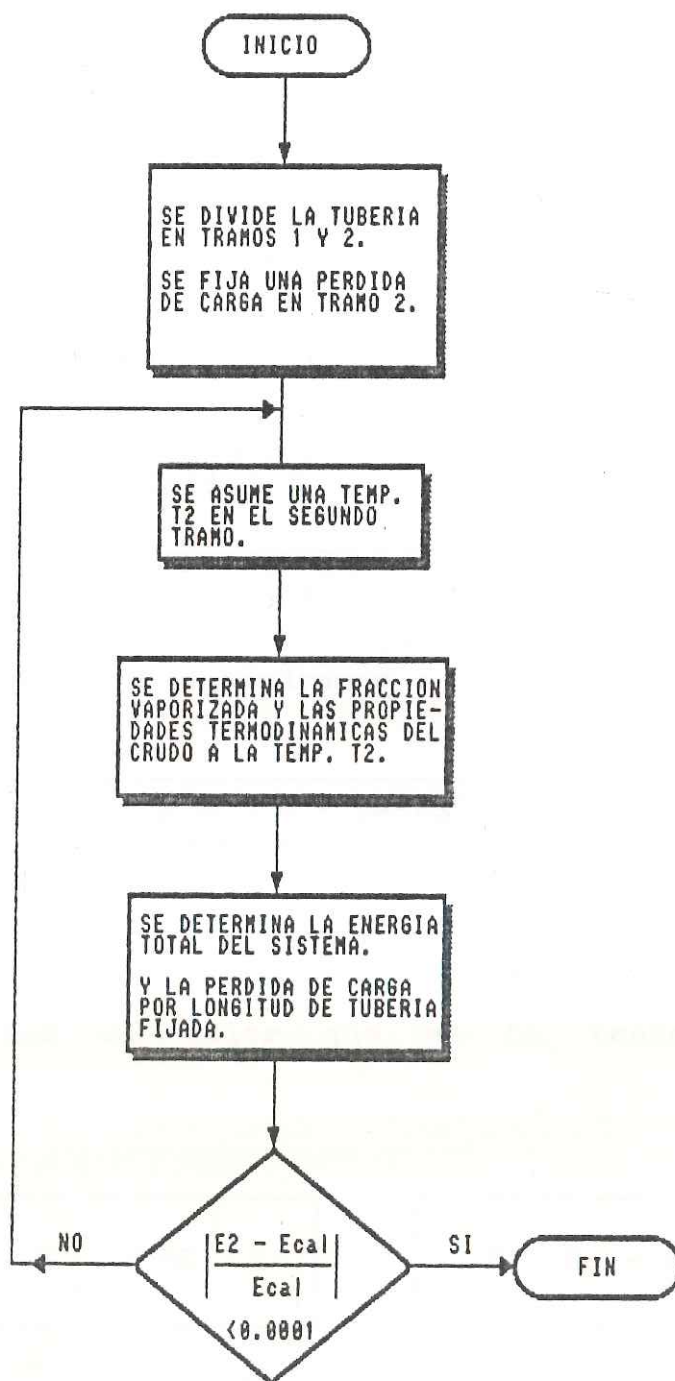 INICIO
SE DIVIDE LA TUBERIA
EN TRAMOS 1 Y 2.
SE FIJA UNA PERDIDA
DE CARGA EN TRAMO 2.
SE ASUME UNA TEMP.
T2 EN EL SEGUNDO
TRAMO.
SE DETERMINA LA FRACCION
VAPORIZADA Y LAS PROPIE-
DADES TERMODINAMICAS DEL
CRUDO A LA TEMP. T2.
SE DETERMINA LA ENERGIA
TOTAL DEL SISTEMA.
Y LA PERDIDA DE CARGA
POR LONGITUD DE TUBERIA
FIJADA.
NO
|E2 - Ecal|
Ecal
<0.0001
SI
FIN